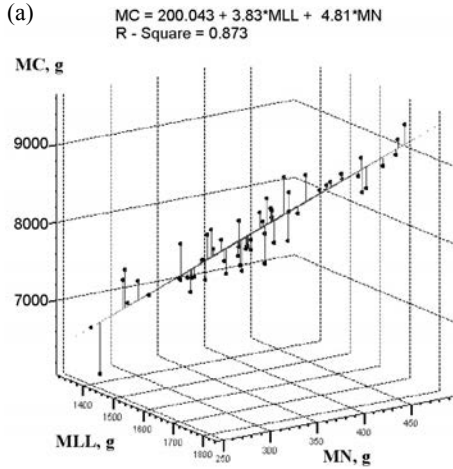 (a)
MC = 200.043 + 3.83*MLL + 4.81*MN
R - Square = 0.873
MC, g
9000
8000
7000
1400
1500
1600
1700
1800
MLL, g
250
300
350
400
450
MN, g